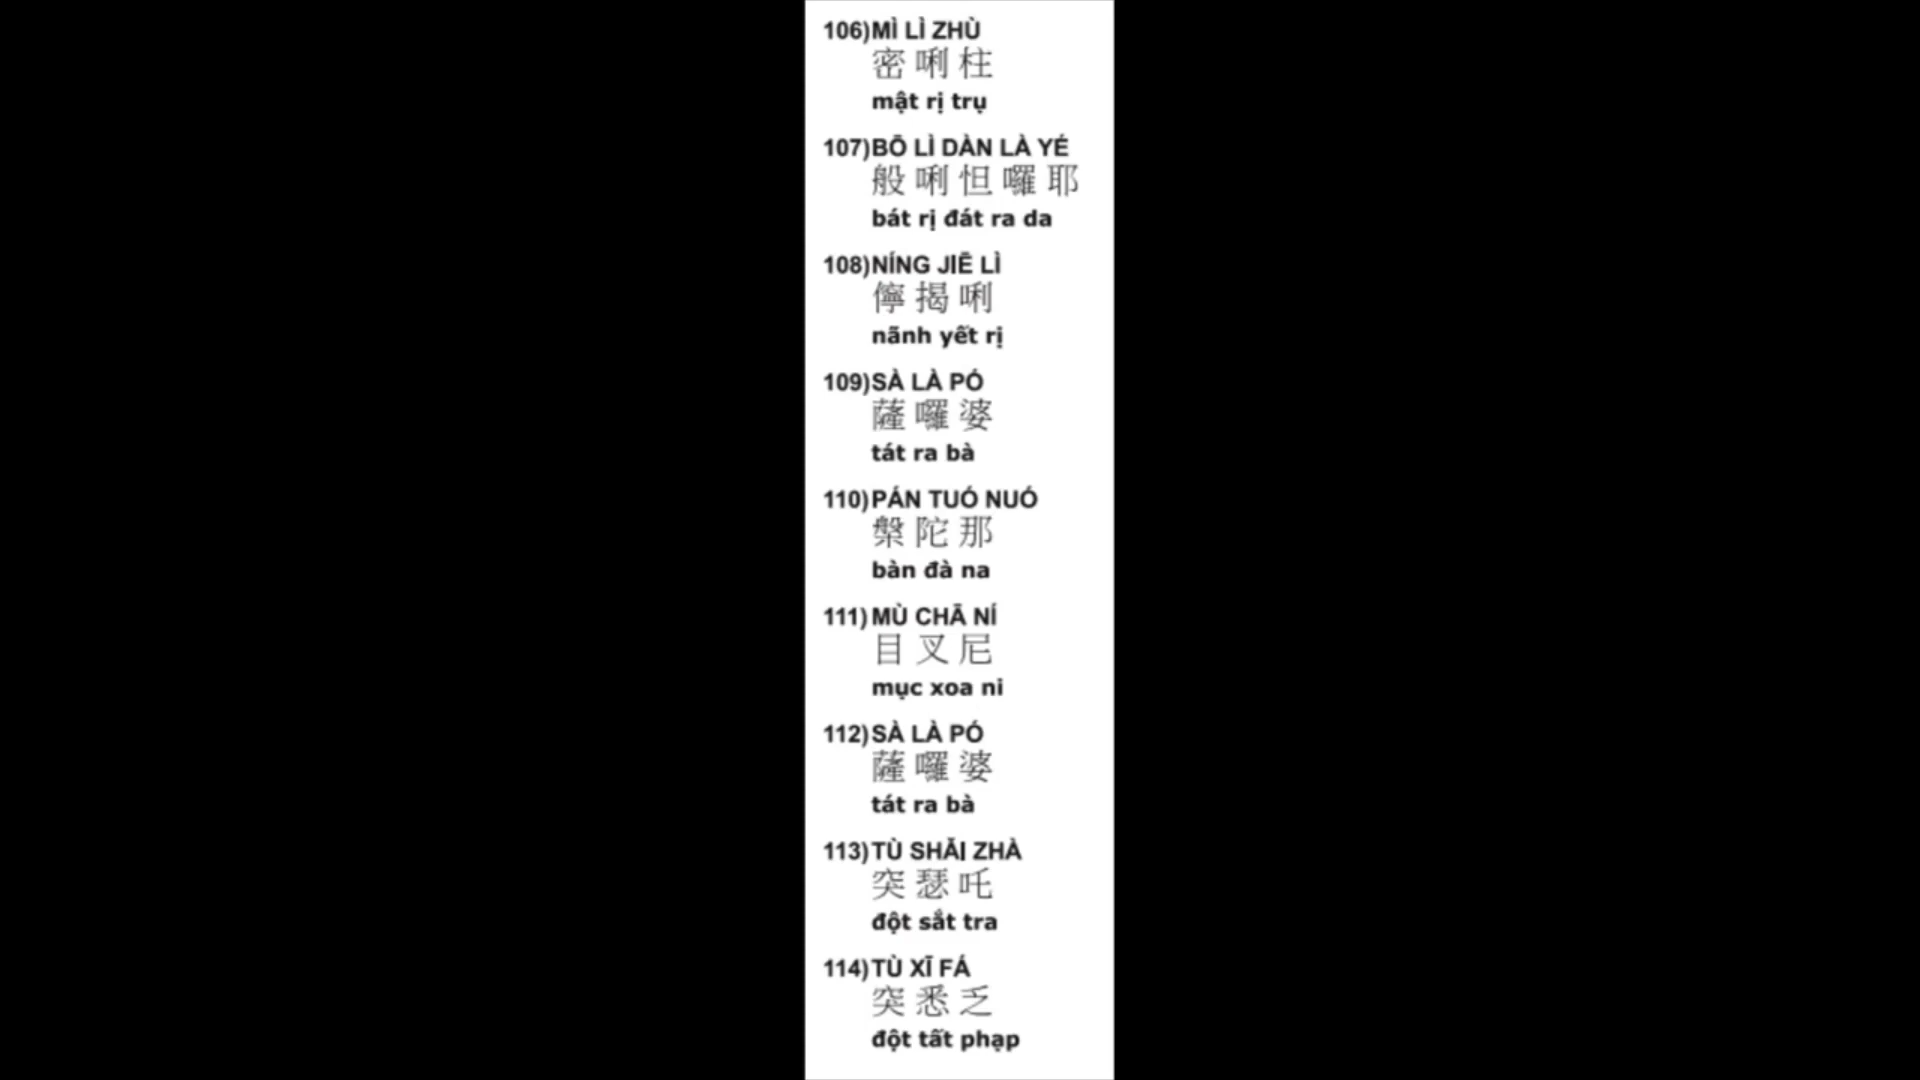 106)MÌ LÌ ZHÙ
密 唎 柱
mật rị trụ
107)BŌ LÌ DÀN LÀ YÉ
般 唎 怛 囉 耶
bát rị đát ra da
108)NÍNG JIĒ LÌ
儜 揭 唎
nãnh yết rị
109)SÀ LÀ PÓ
薩 囉 婆
tát ra bà
110)PÁN TUÓ NUÓ
槃 陀 那
bàn đà na
111)MÙ CHĀ NÍ
目 叉 尼
mục xoa ni
112)SÀ LÀ PÓ
薩 囉 婆
tát ra bà
113)TÙ SHǍI ZHÀ
突 瑟 吒
đột sắt tra
114)TÙ XĪ FÁ
突 悉 乏
đột tất phạp